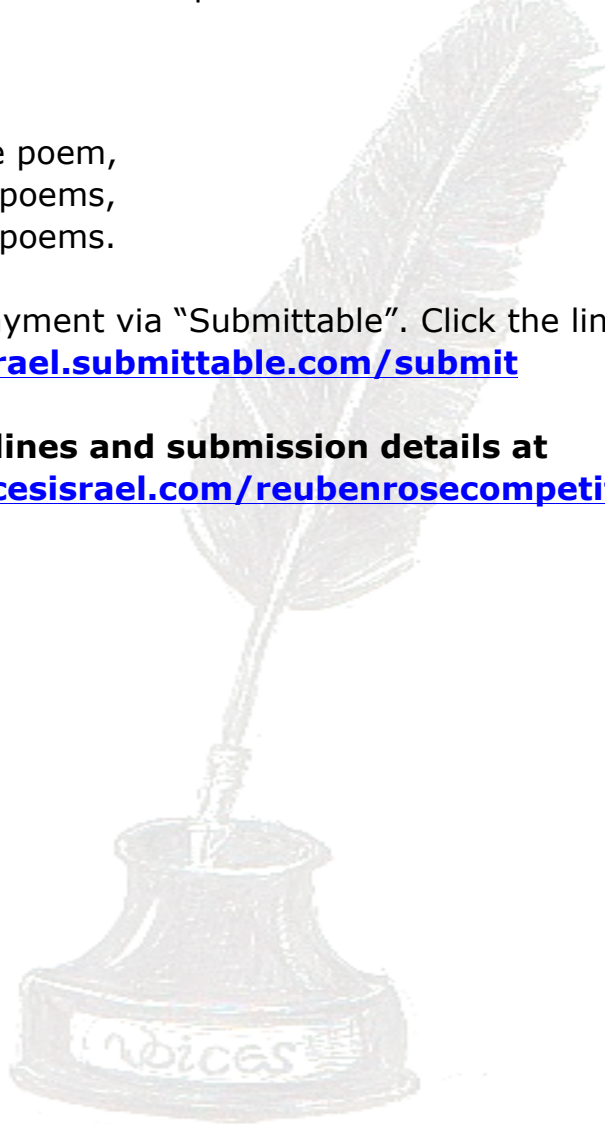 e poem,
poems,
poems.
yment via “Submittable”. Click the lin
rael.submittable.com/submit
lines and submission details at
cesisrael.com/reubenrosecompeti
VOICES